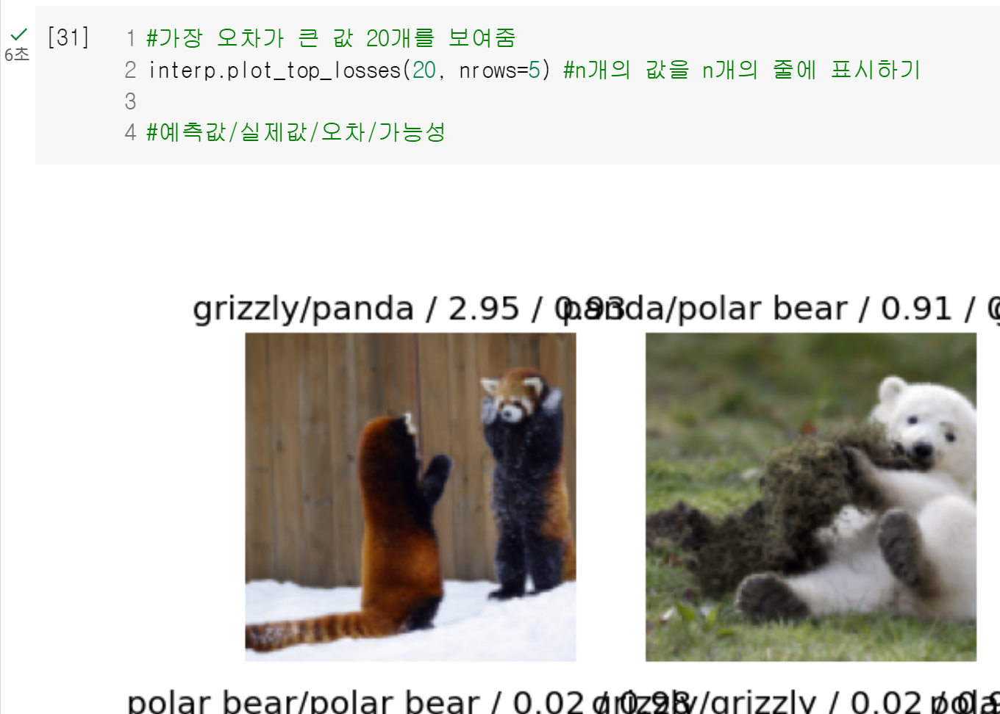 [31]
6초
1 #가장 오차가 큰 값 20개를 보여줌
2 interp.plot_top_losses(20, nrows=5) #n개의 값을 n개의 줄에 표시하기
3
4 #예측값/실제값/오차/가능성
grizzly/panda / 2.95 / 0.93 panda/polar bear / 0.91 /
polar bear/polar bear / 0.02 / 0.98 grizzly/grizzly / 0.02